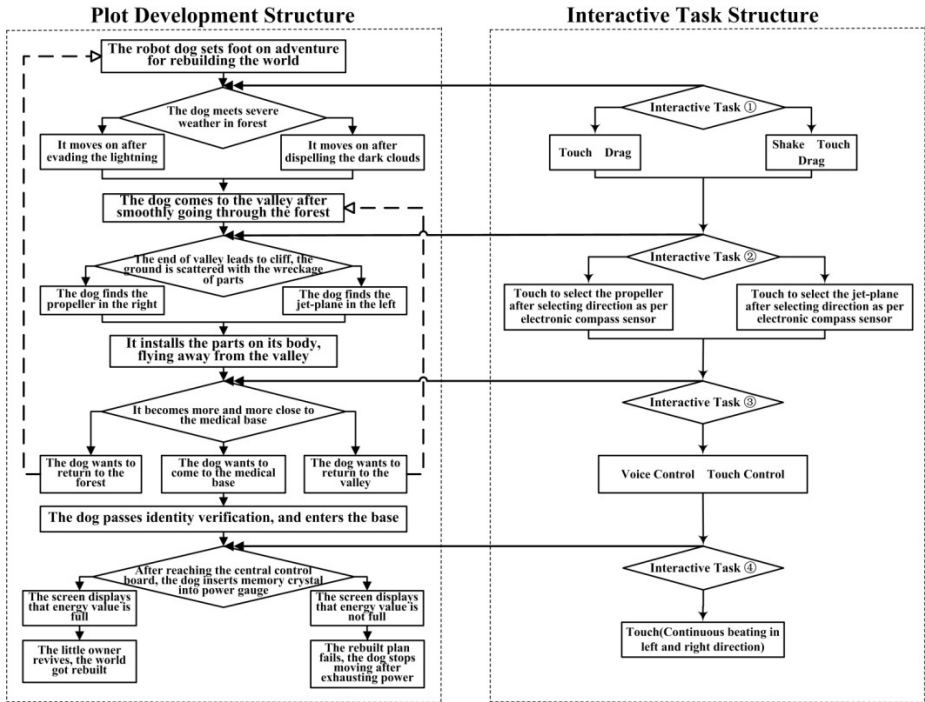 Plot Development Structure
The robot dog sets foot on adventure
for rebuilding the world
The dog meets severe
weather in forest
It moves on after
evading the lightning
It moves on after
dispelling the dark clouds
The dog comes to the valley after
smoothly going through the forest
The end of valley leads to cliff, the
ground is scattered with the wreckage
of parts
The dog finds the
propeller in the right
The dog finds the
jet-plane in the left
It installs the parts on its body,
flying away from the valley
It becomes more and more close to
the medical base
The dog wants to
return to the
forest
The dog wants to
come to the medical
base
The dog wants to
return to the
valley
The dog passes identity verification, and enters the base
After reaching the central control
board, the dog inserts memory crystal
into power gauge
The screen displays
that energy value is
full
The screen displays
that energy value is
not full
The little owner
revives, the world
got rebuilt
The rebuilt plan
fails, the dog stops
moving after
exhausting power
Interactive Task Structure
Interactive Task ①
Touch Drag
Shake Touch
Drag
Interactive Task ②
Touch to select the propeller
after selecting direction as per
electronic compass sensor
Touch to select the jet-plane
after selecting direction as per
electronic compass sensor
Interactive Task ③
Voice Control Touch Control
Interactive Task ④
Touch(Continuous beating in
left and right direction)